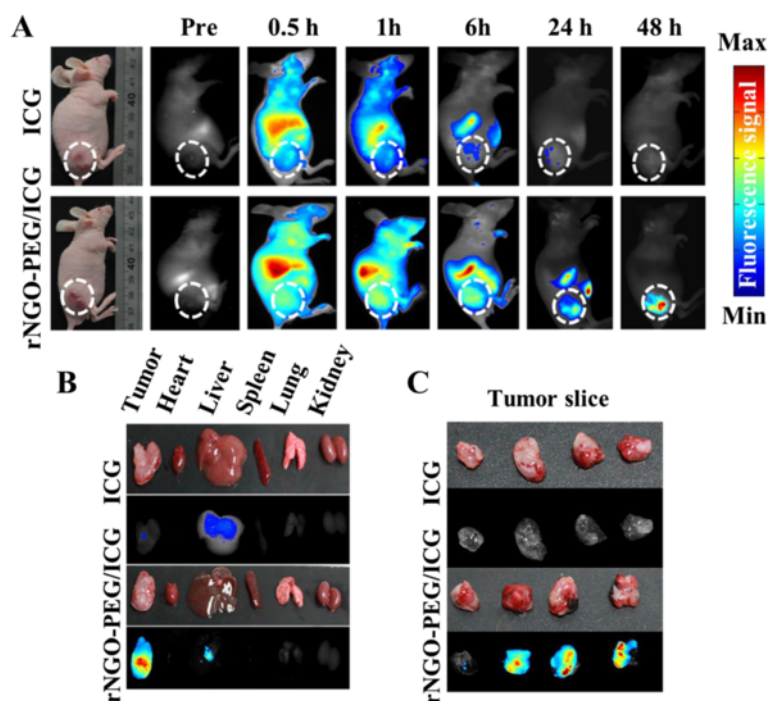 A
Pre 0.5 h 1h 6h 24 h 48 h
Max
ICG
rNGO-PEG/ICG
Fluorescence signal
Min
B
Tumor Heart Liver Spleen Lung Kidney
ICG
rNGO-PEG/ICG
C
Tumor slice
ICG
rNGO-PEG/ICG